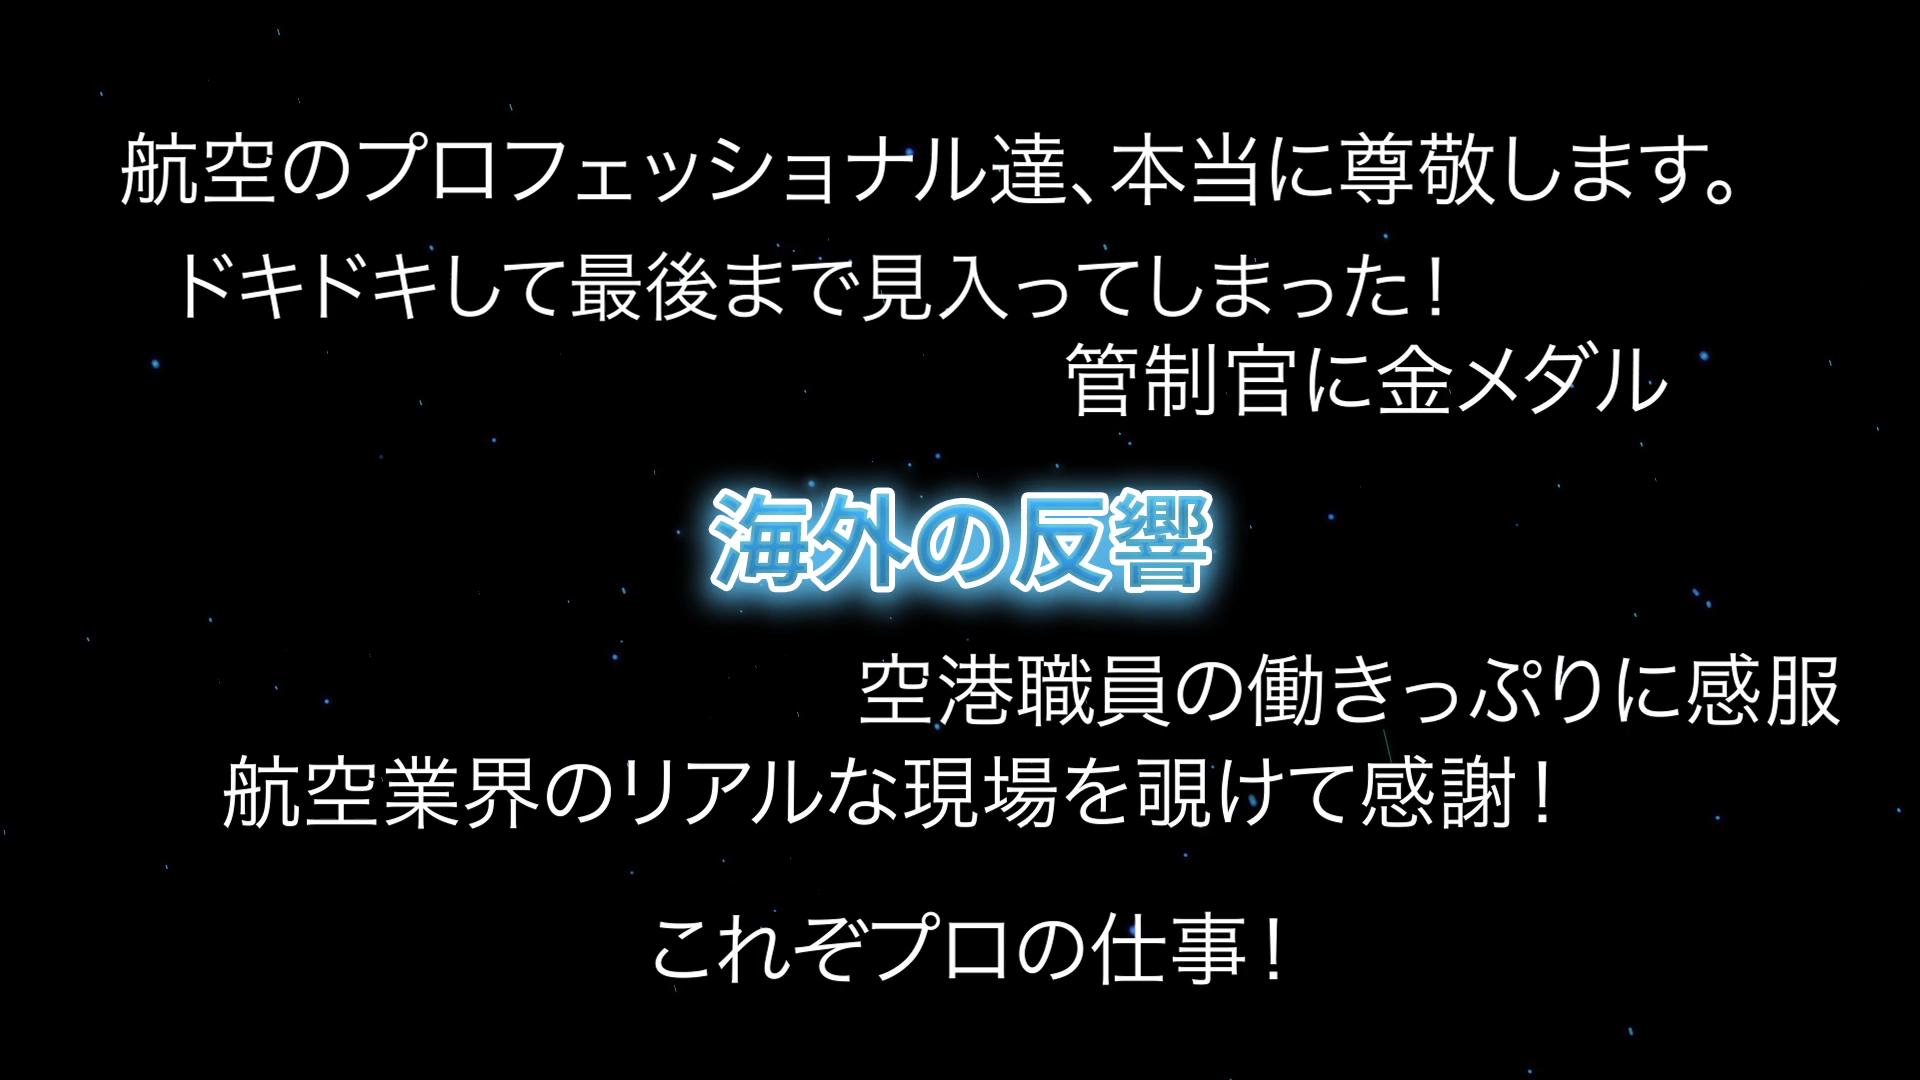 航空のプロフェッショナル達、本当に尊敬します。
ドキドキして最後まで見入ってしまった！
管制官に金メダル
海外の反響
空港職員の働きっぷりに感服
航空業界のリアルな現場を覗けて感謝！
これぞプロの仕事！